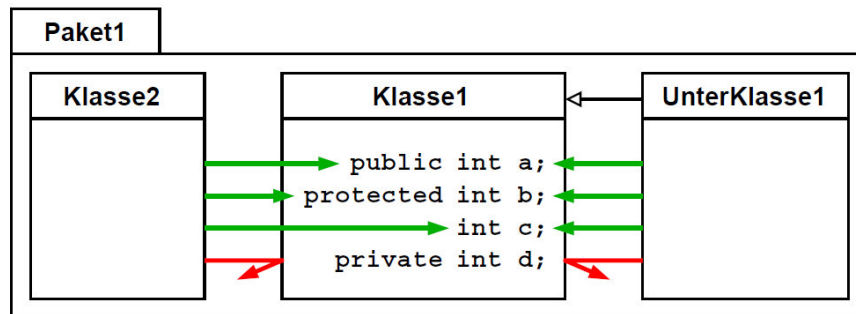 Paket1
Klasse2
Klasse1
UnterKlasse1
public int a;
protected int b;
int c;
private int d;